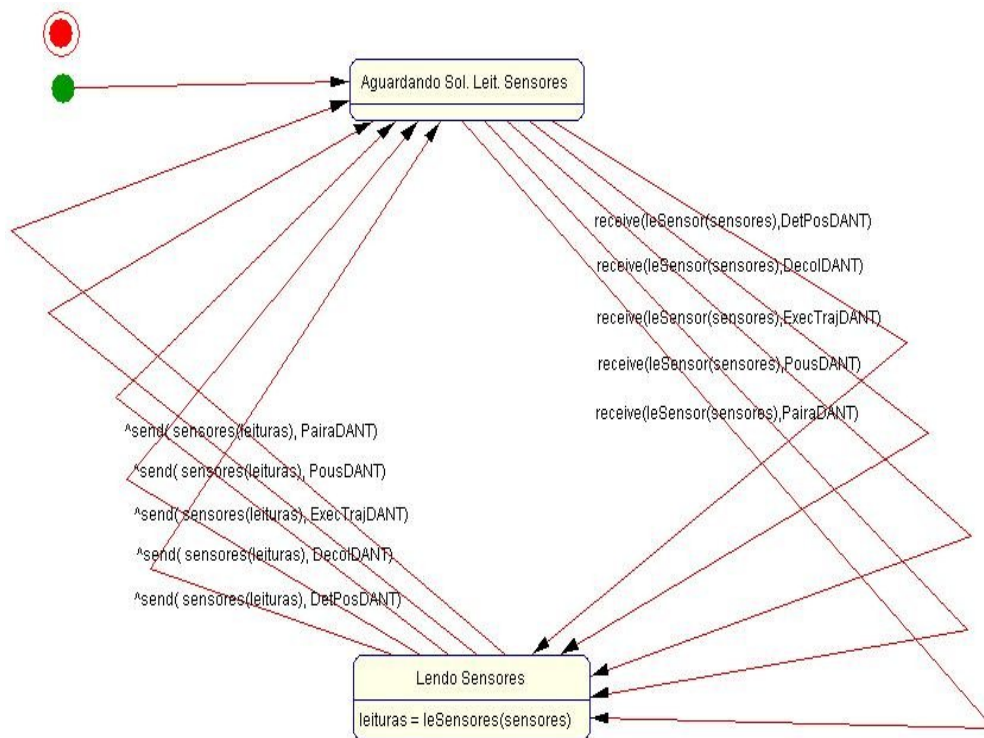 Aguardando Sol. Leit. Sensores
receive(leSensor(sensores),DetPosDANT)
receive(leSensor(sensores),DecolDANT)
receive(leSensor(sensores),ExecTrajDANT)
receive(leSensor(sensores),PousDANT)
receive(leSensor(sensores),PairaDANT)
^send( sensores(leituras), PairaDANT)
^send( sensores(leituras), PousDANT)
^send( sensores(leituras), ExecTrajDANT)
^send( sensores(leituras), DecolDANT)
^send( sensores(leituras), DetPosDANT)
Lendo Sensores
leituras = leSensores(sensores)